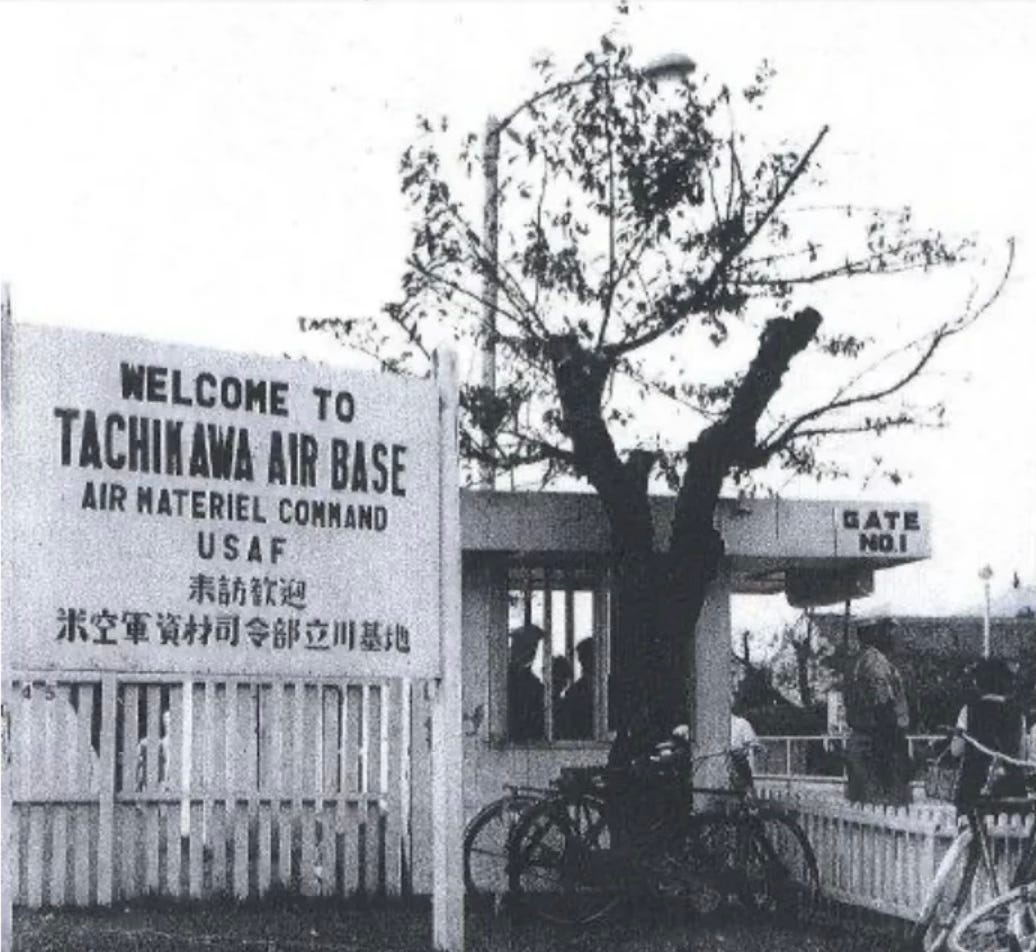 WELCOME TO
TACHIKAWA AIR BASE
AIR MATERIEL COMMAND
USAF
来訪歓迎
米空軍資材司令部立川基地
GATE
NO.1